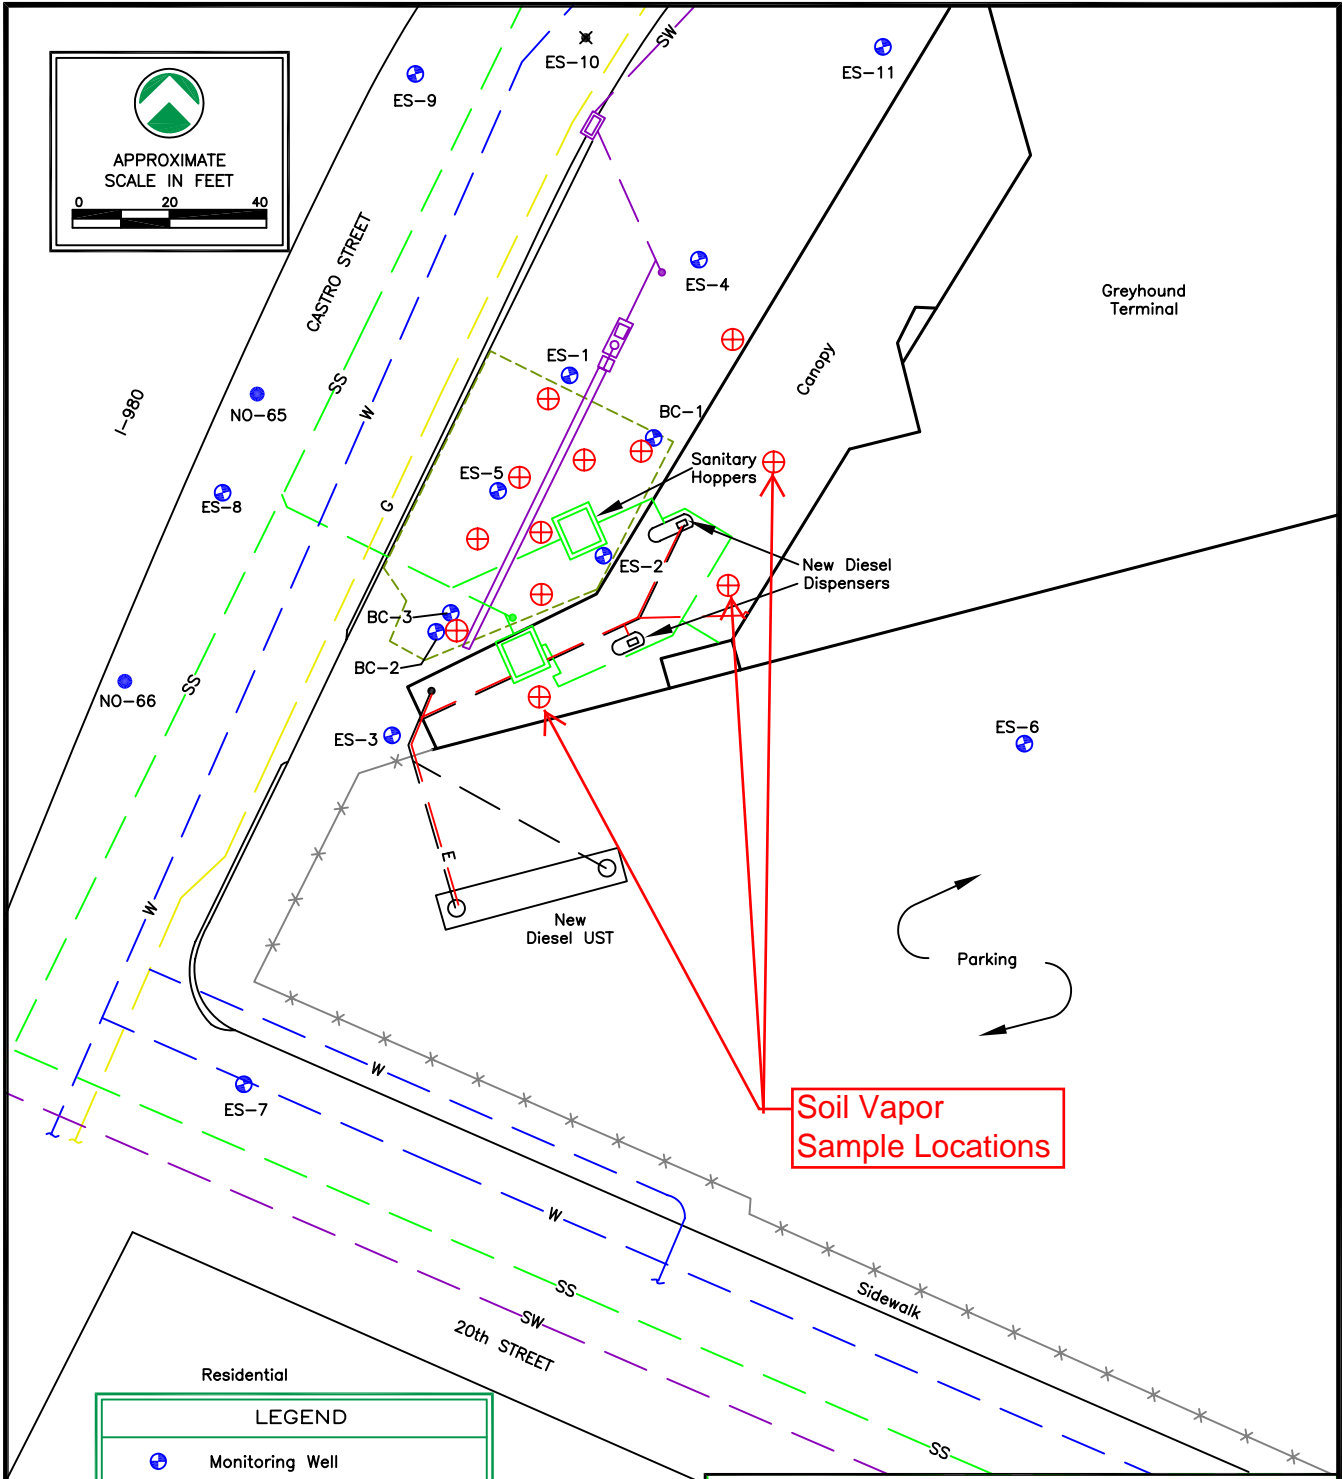 SW
ES-10
ES-11
ES-9
APPROXIMATE
SCALE IN FEET
0 20 40
CASTRO STREET
ES-4
Greyhound
Terminal
ES-1
Canopy
SS
I-980
NO-65
W
BC-1
Sanitary
Hoppers
ES-5
ES-8
G
ES-2
New Diesel
Dispensers
BC-3
BC-2
SS
NO-66
ES-3
ES-6
E
W
New
Diesel UST
Parking
W
ES-7
Soil Vapor
Sample Locations
W
SS
SW
Sidewalk
20th STREET
Residential
LEGEND
SS
Monitoring Well